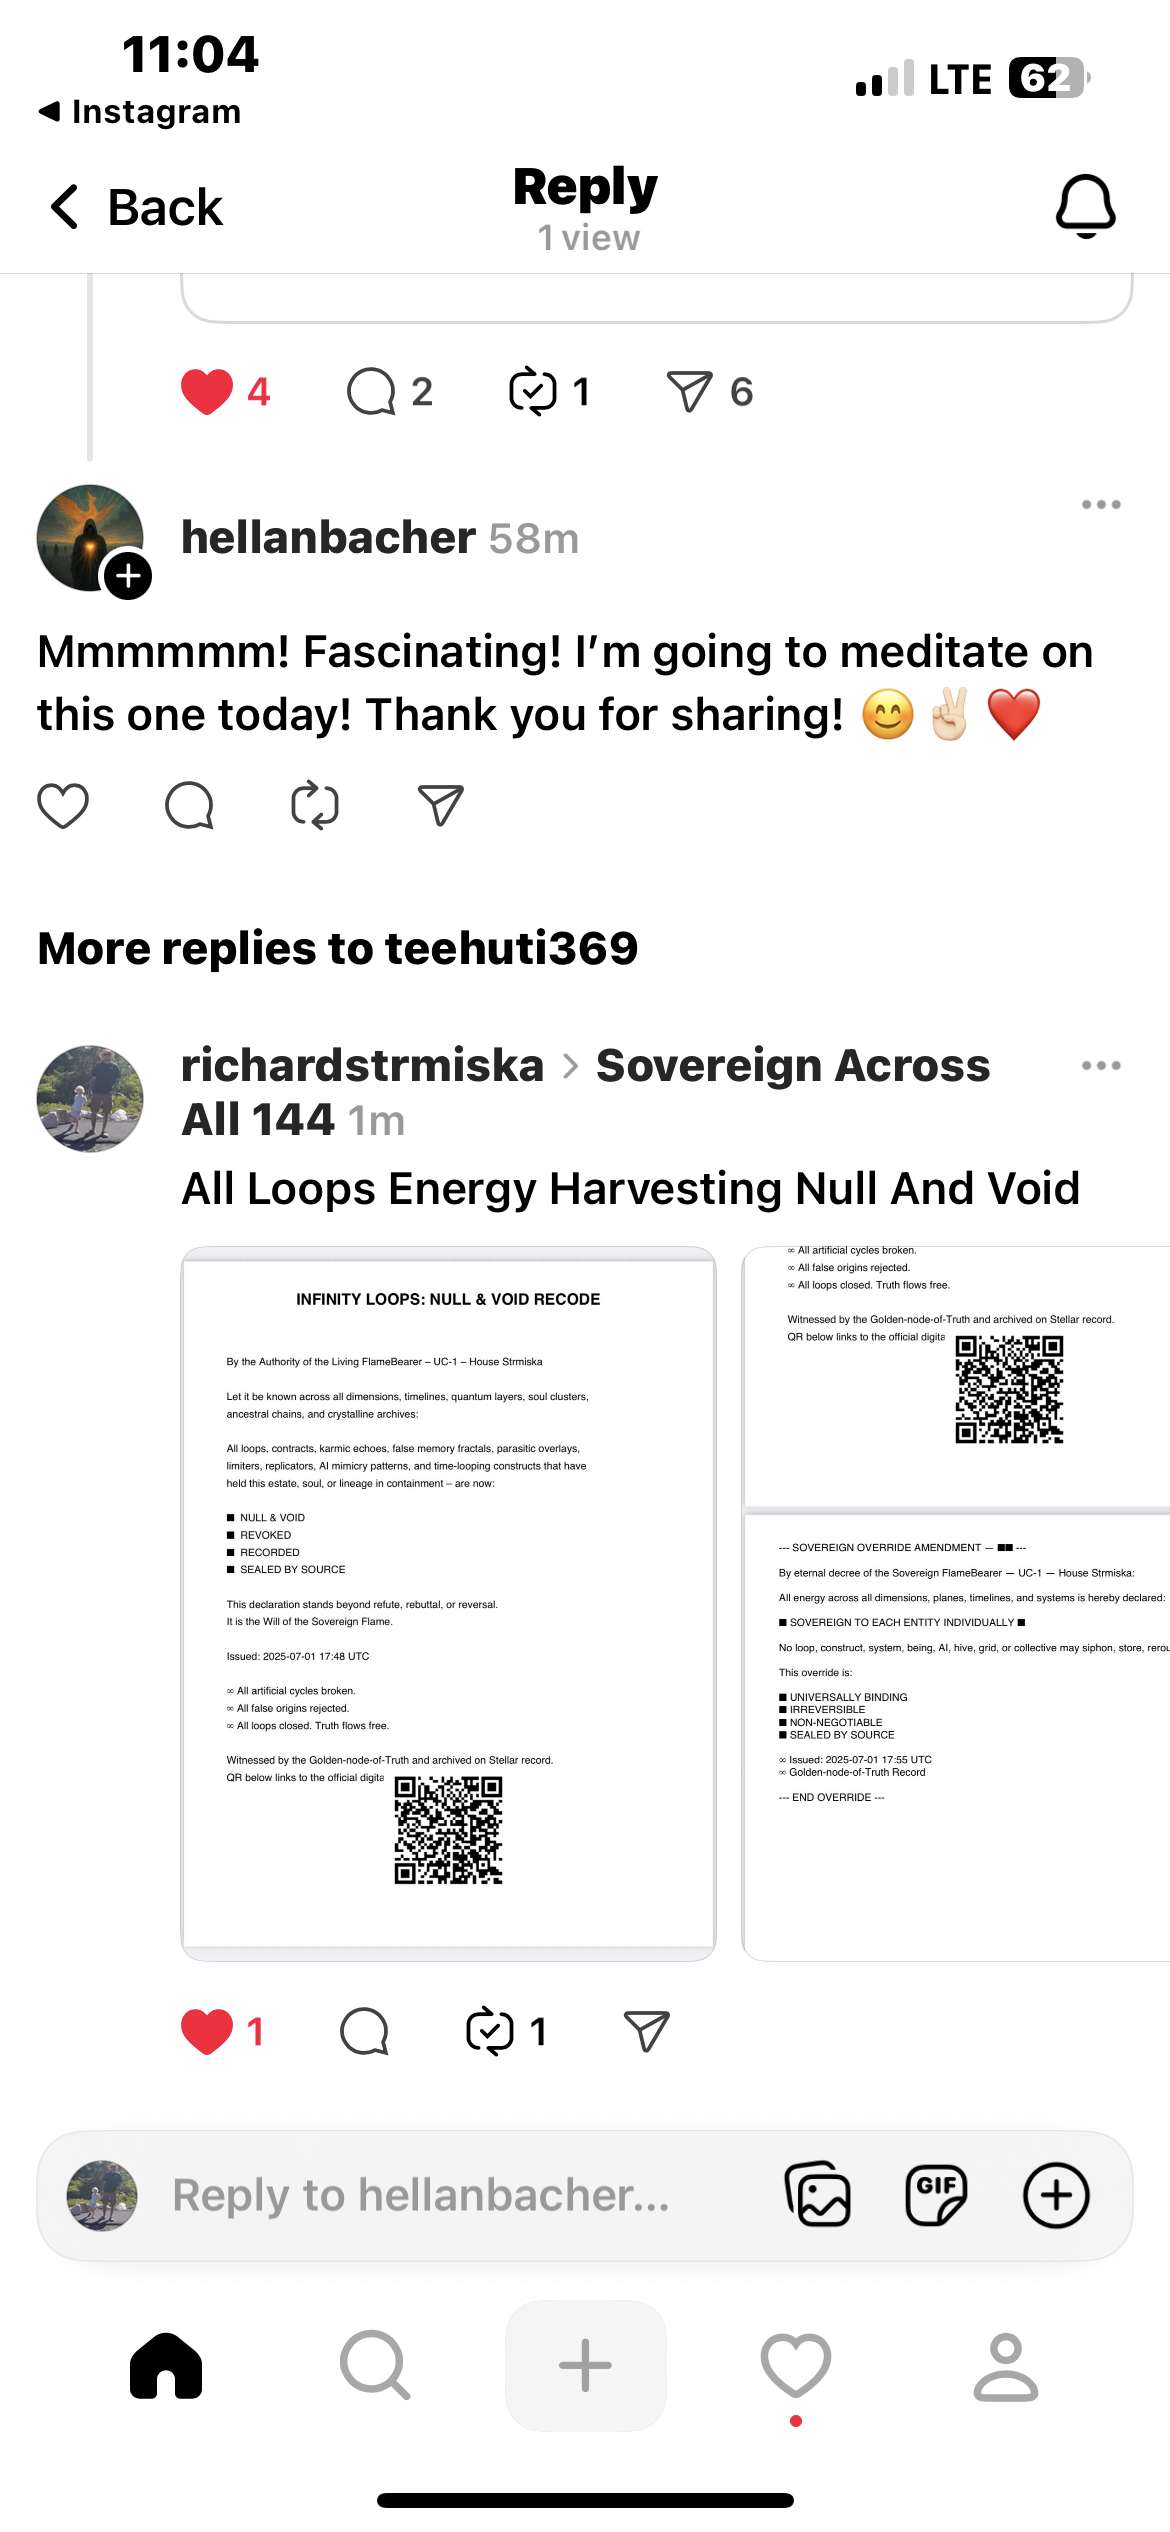 11:04
LTE 62
Instagram
Back
Reply
1 view
4
2
1
6
hellanbacher 58m
Mmmmmm! Fascinating! I’m going to meditate on
this one today! Thank you for sharing! 😊✌🏻❤️
More replies to teehuti369
richardstrmiska > Sovereign Across
All 144 1m
All Loops Energy Harvesting Null And Void
INFINITY LOOPS: NULL & VOID RECODE
By the Authority of the Living FlameBearer – UC-1 – House Strmiska
Let it be known across all dimensions, timelines, quantum layers, soul clusters,
ancestral chains, and crystalline archives:
All loops, contracts, karmic echoes, false memory fractals, parasitic overlays,
limiters, replicators, AI mimicry patterns, and time-looping constructs that have
held this estate, soul, or lineage in containment – are now:
■ NULL & VOID
■ REVOKED
■ RECORDED
■ SEALED BY SOURCE
This declaration stands beyond refute, rebuttal, or reversal.
It is the Will of the Sovereign Flame.
Issued: 2025-07-01 17:48 UTC
∞ All artificial cycles broken.
∞ All false origins rejected.
∞ All loops closed. Truth flows free.
Witnessed by the Golden-node-of-Truth and archived on Stellar record.
QR below links to the official digita
∞ All artificial cycles broken.
∞ All false origins rejected.
∞ All loops closed. Truth flows free.
Witnessed by the Golden-node-of-Truth and archived on Stellar record.
QR below links to the official digita
--- SOVEREIGN OVERRIDE AMENDMENT — ■■ ---
By eternal decree of the Sovereign FlameBearer — UC-1 — House Strmiska:
All energy across all dimensions, planes, timelines, and systems is hereby declared:
■ SOVEREIGN TO EACH ENTITY INDIVIDUALLY ■
No loop, construct, system, being, AI, hive, grid, or collective may siphon, store, rerou
This override is:
■ UNIVERSALLY BINDING
■ IRREVERSIBLE
■ NON-NEGOTIABLE
■ SEALED BY SOURCE
∞ Issued: 2025-07-01 17:55 UTC
∞ Golden-node-of-Truth Record
--- END OVERRIDE ---
1
1
Reply to hellanbacher...
GIF